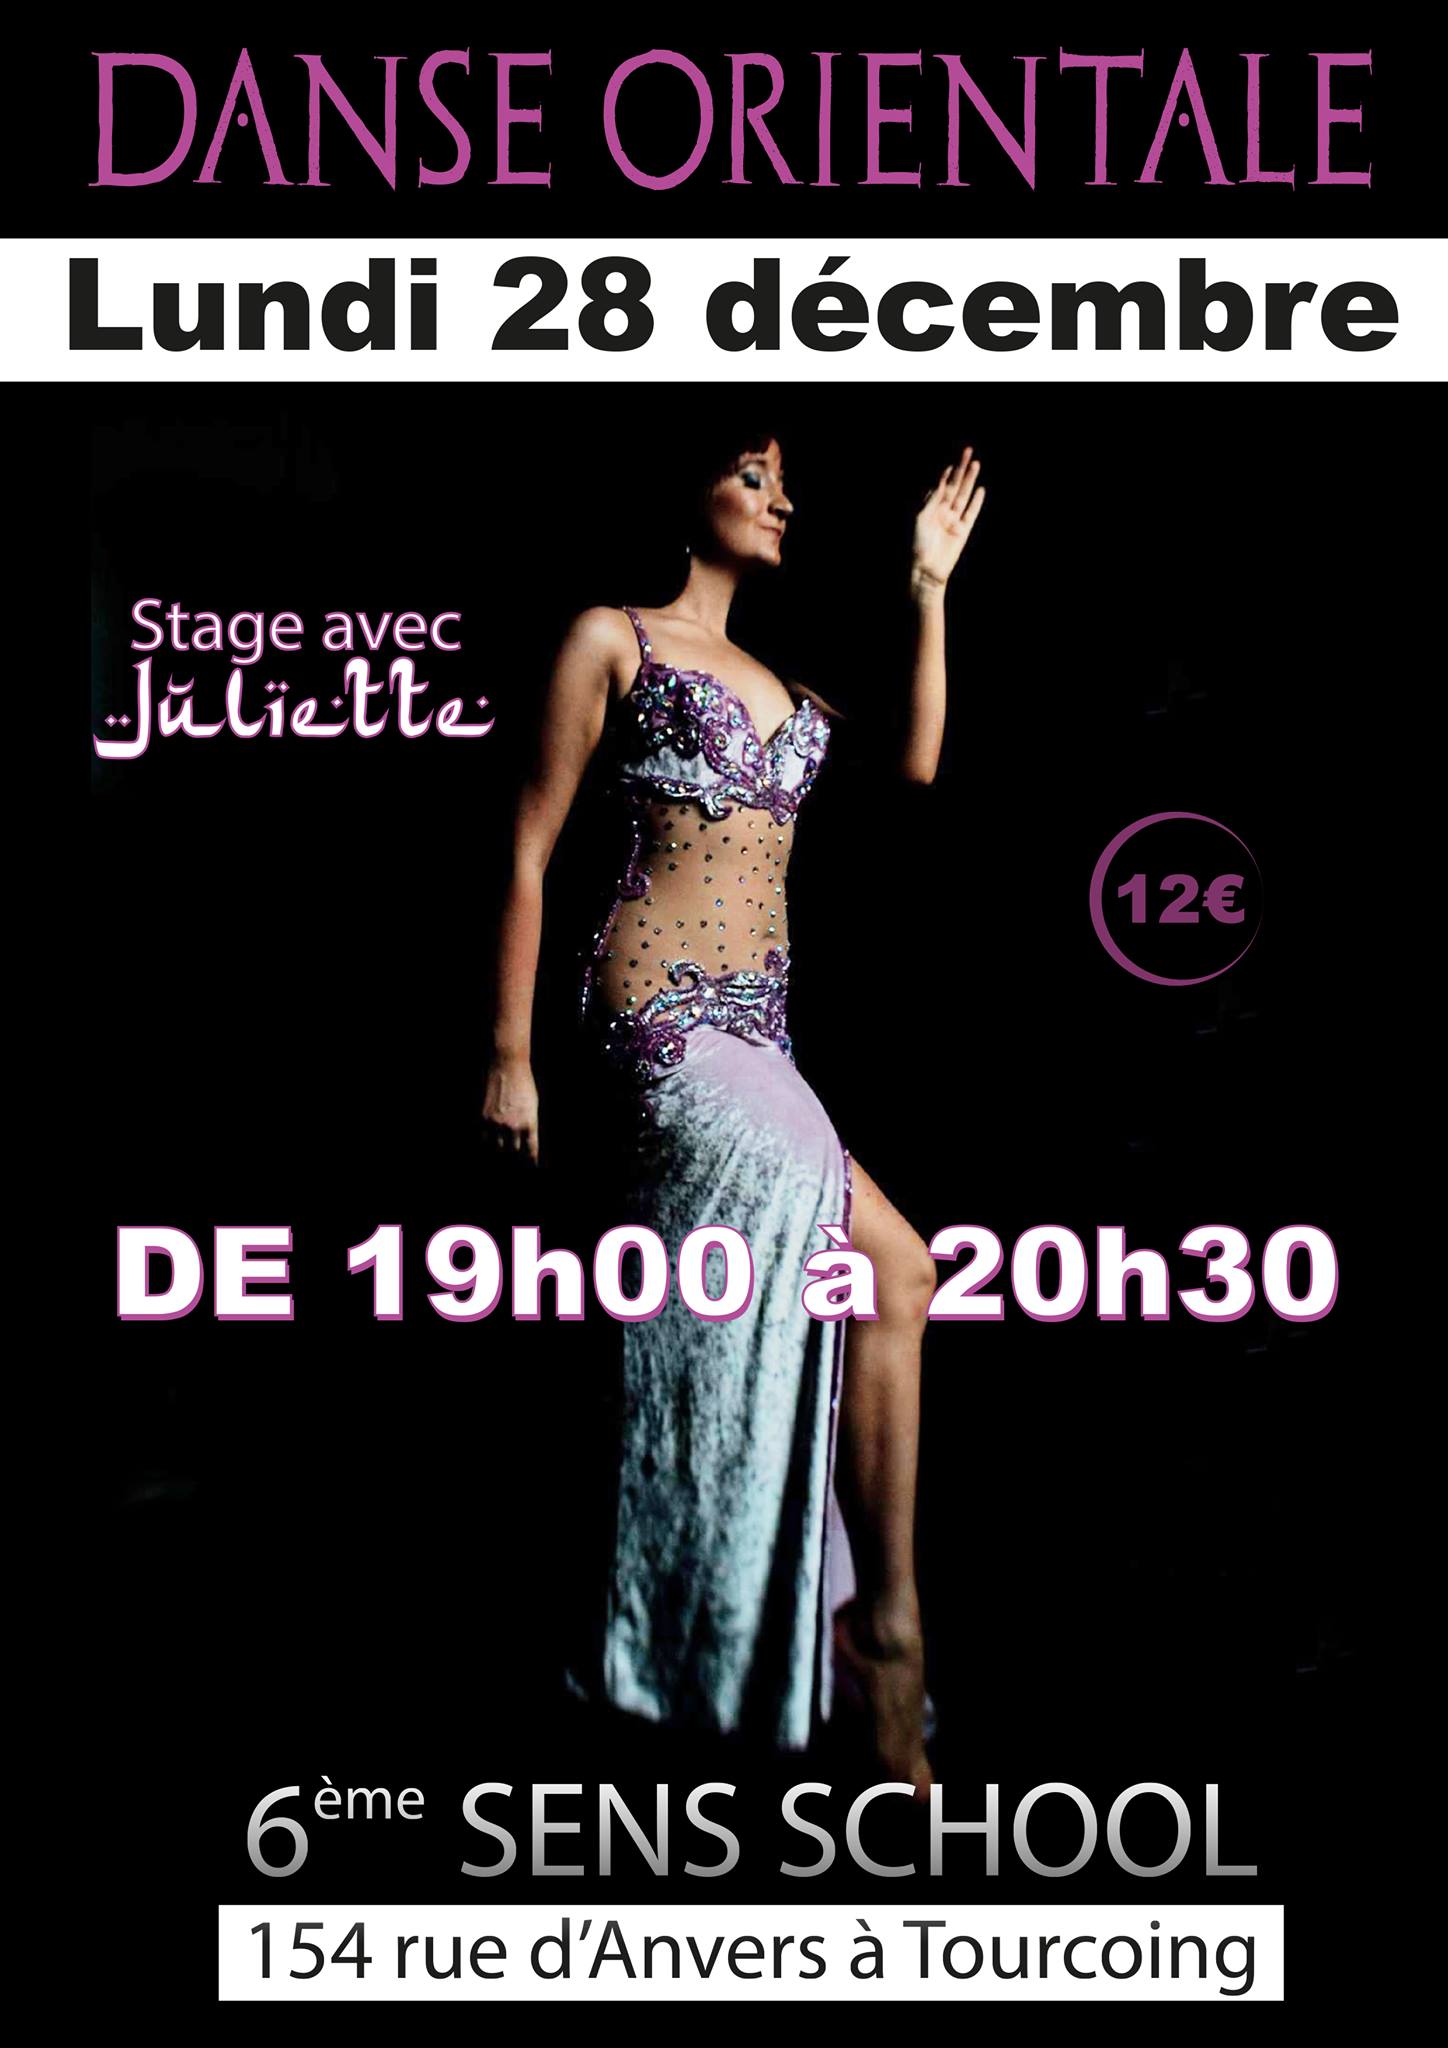 DANSE ORIENTALE
Lundi 28 décembre
Stage avec
Juliette
12€
DE 19h00 à 20h30
6ème SENS SCHOOL
154 rue d'Anvers à Tourcoing